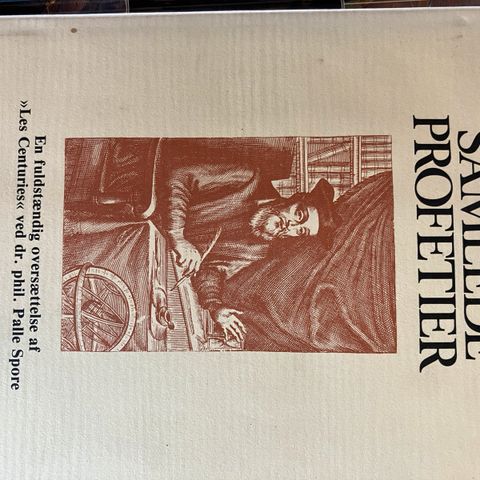 SAMLEDE
PROFETIER
En fuldstændig oversættelse af
»Les Centuries« ved dr. phil. Palle Spore